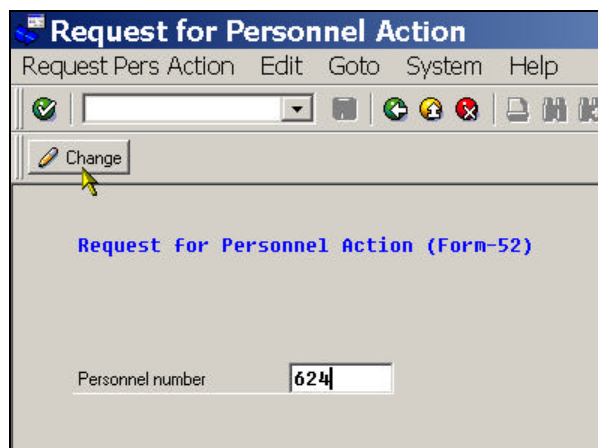 Request for Personnel Action
Request Pers Action Edit Goto System Help
Change
Request for Personnel Action (Form-52)
Personnel number 624